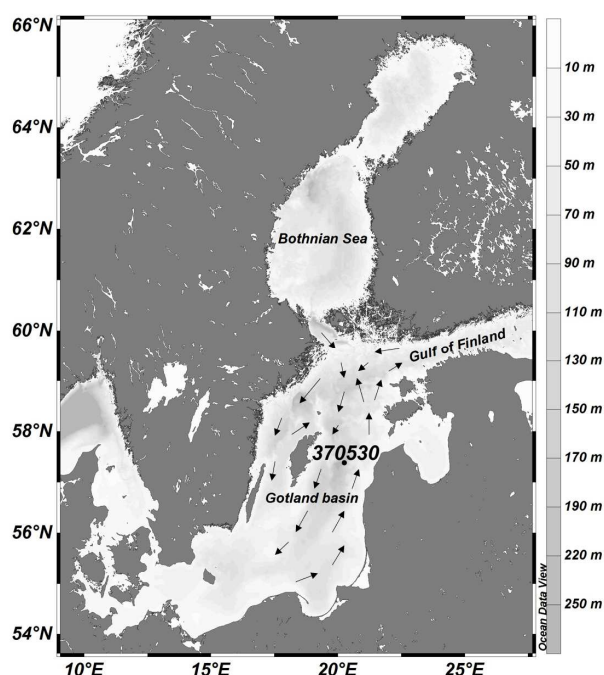 66°N
64°N
62°N
60°N
58°N
56°N
54°N
10°E
15°E
20°E
25°E
Bothnian Sea
Gulf of Finland
370530
Gotland basin
10 m
30 m
50 m
70 m
90 m
110 m
130 m
150 m
170 m
190 m
220 m
250 m
Ocean Data View